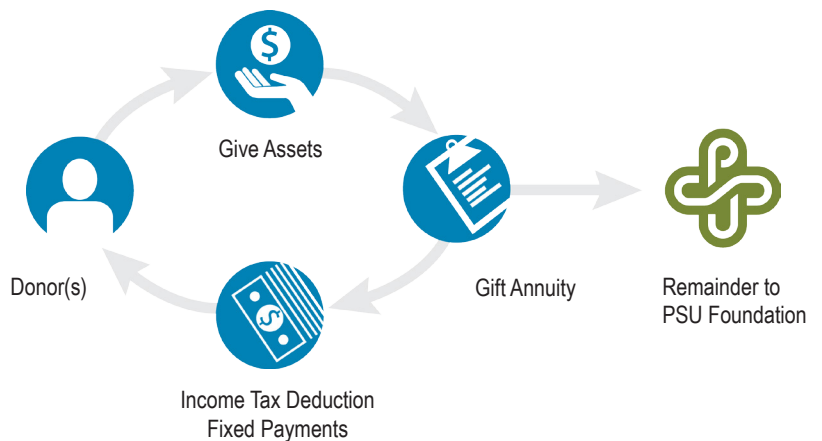 $
Give Assets
Donor(s)
Gift Annuity
Remainder to
PSU Foundation
$
Income Tax Deduction
Fixed Payments